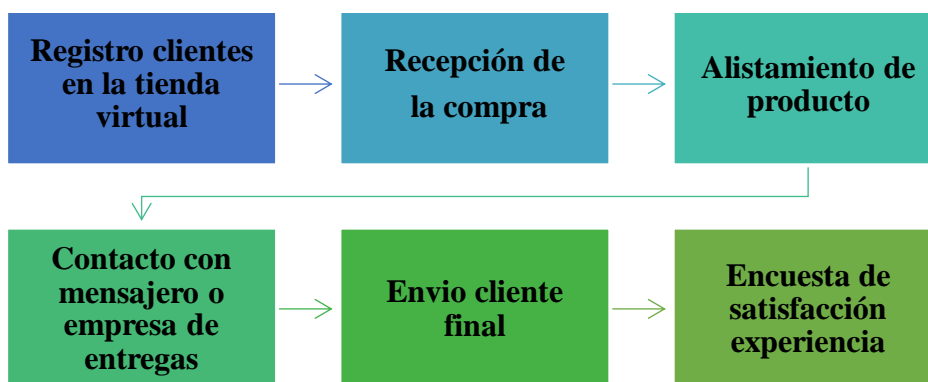 Registro clientes
en la tienda
virtual
Recepción de
la compra
Alistamiento de
producto
Contacto con
mensajero o
empresa de
entregas
Envio cliente
final
Encuesta de
satisfacción
experiencia